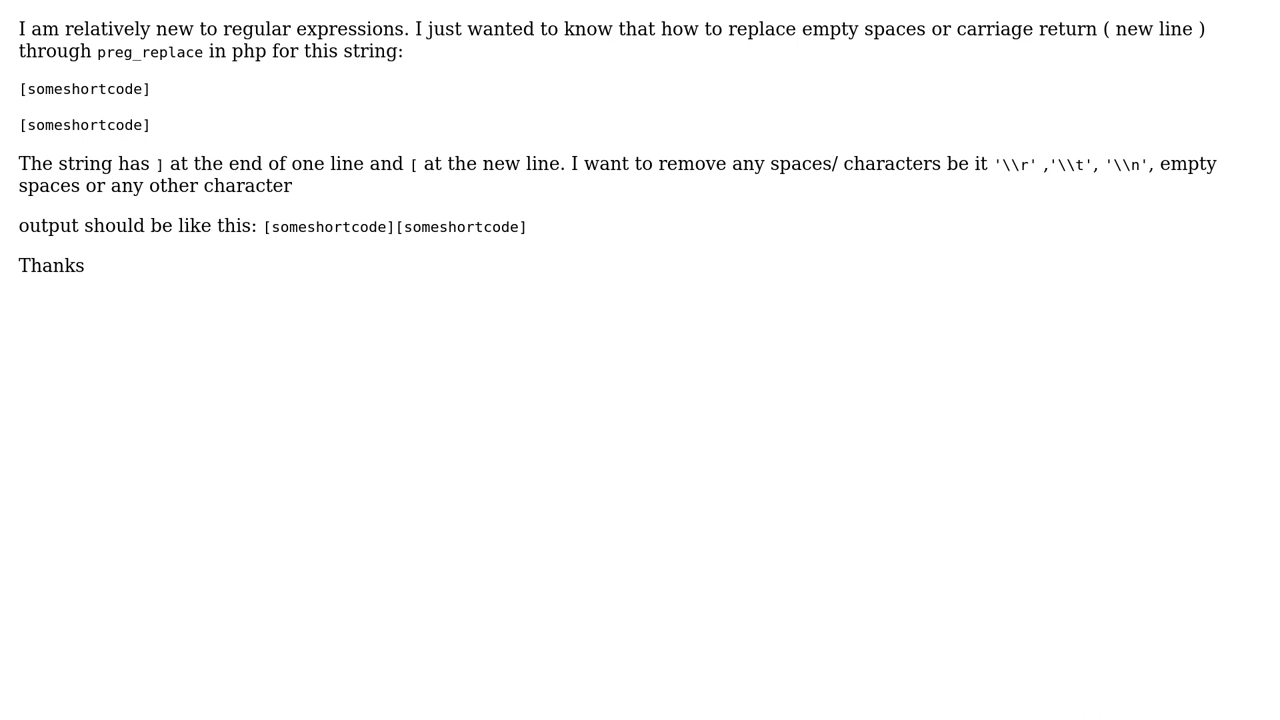 I am relatively new to regular expressions. I just wanted to know that how to replace empty spaces or carriage return ( new line )
through preg_replace in php for this string:
[someshortcode]
[someshortcode]
The string has ] at the end of one line and [ at the new line. I want to remove any spaces/ characters be it '\\r' ,'\\t', '\\n', empty
spaces or any other character
output should be like this: [someshortcode][someshortcode]
Thanks